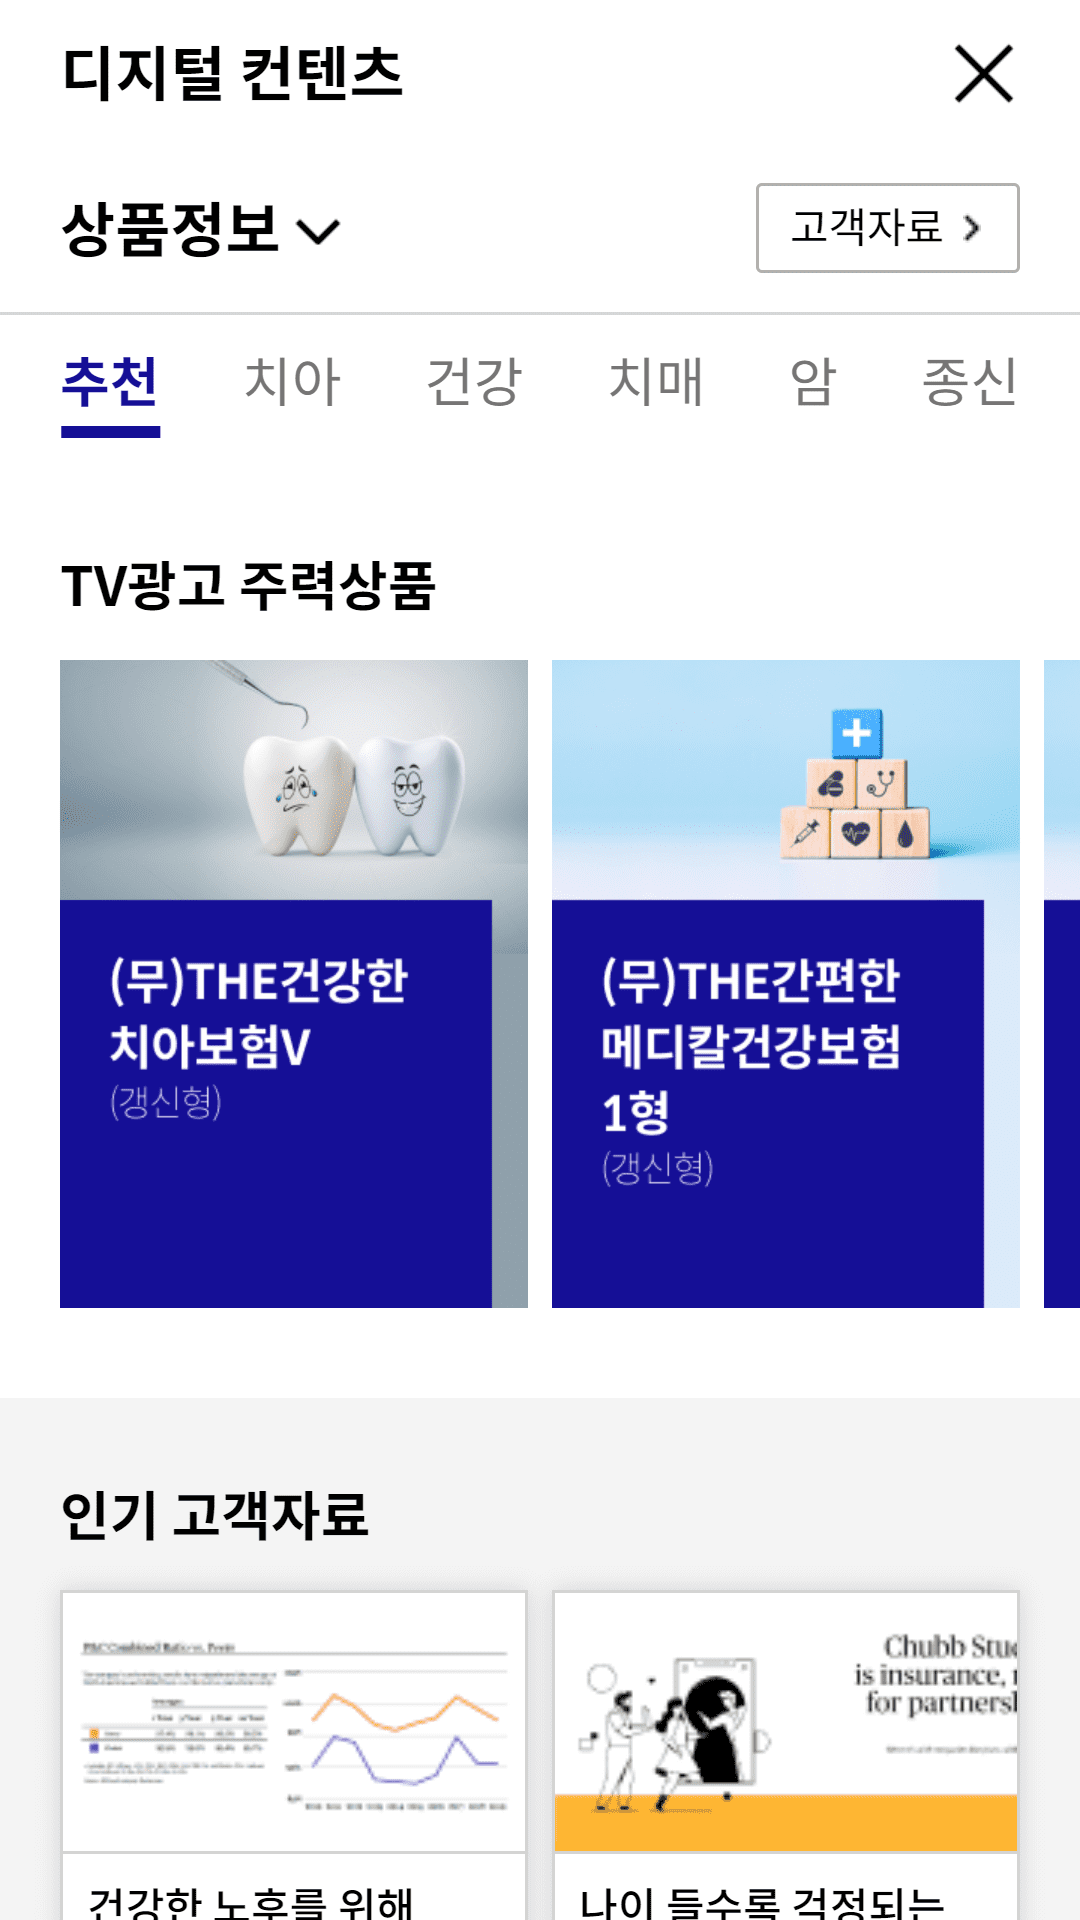 디지털 컨텐츠
상품정보
고객자료
추천 치아 건강 치매 암 종신
TV광고 주력상품
(무)THE건강한
치아보험V
(갱신형)
(무)THE간편한
메디칼건강보험
1형
(갱신형)
인기 고객자료
P&C Combined Ratio vs. Peers
Chubb Stu
is insurance,
for partners
건강한 노후를 위해
나이 들수록 걱정되는